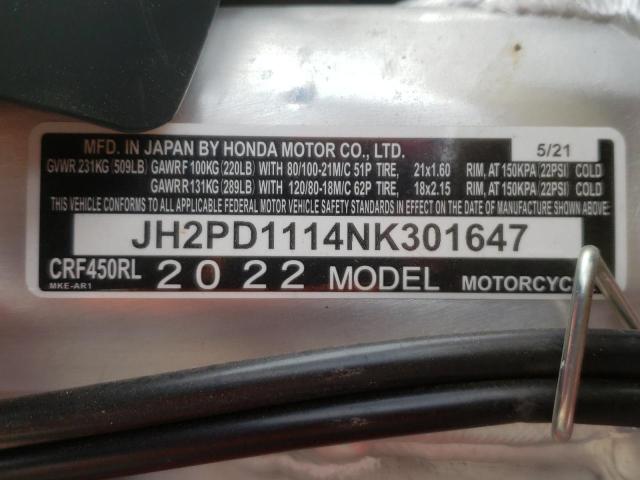 MFD. IN JAPAN BY HONDA MOTOR CO., LTD. 5/21
GVWR 231KG (509LB) GAWR F 100KG (220LB) WITH 80/100-21M/C 51P TIRE, 21x1.60 RIM, AT 150KPA (22PSI) COLD
GAWR R 131KG (289LB) WITH 120/80-18M/C 62P TIRE, 18x2.15 RIM, AT 150KPA (22PSI) COLD
THIS VEHICLE CONFORMS TO ALL APPLICABLE FEDERAL MOTOR VEHICLE SAFETY STANDARDS IN EFFECT ON THE DATE OF MANUFACTURE SHOWN ABOVE.
JH2PD1114NK301647
CRF450RL 2022 MODEL MOTORCYC
MKE-AR1